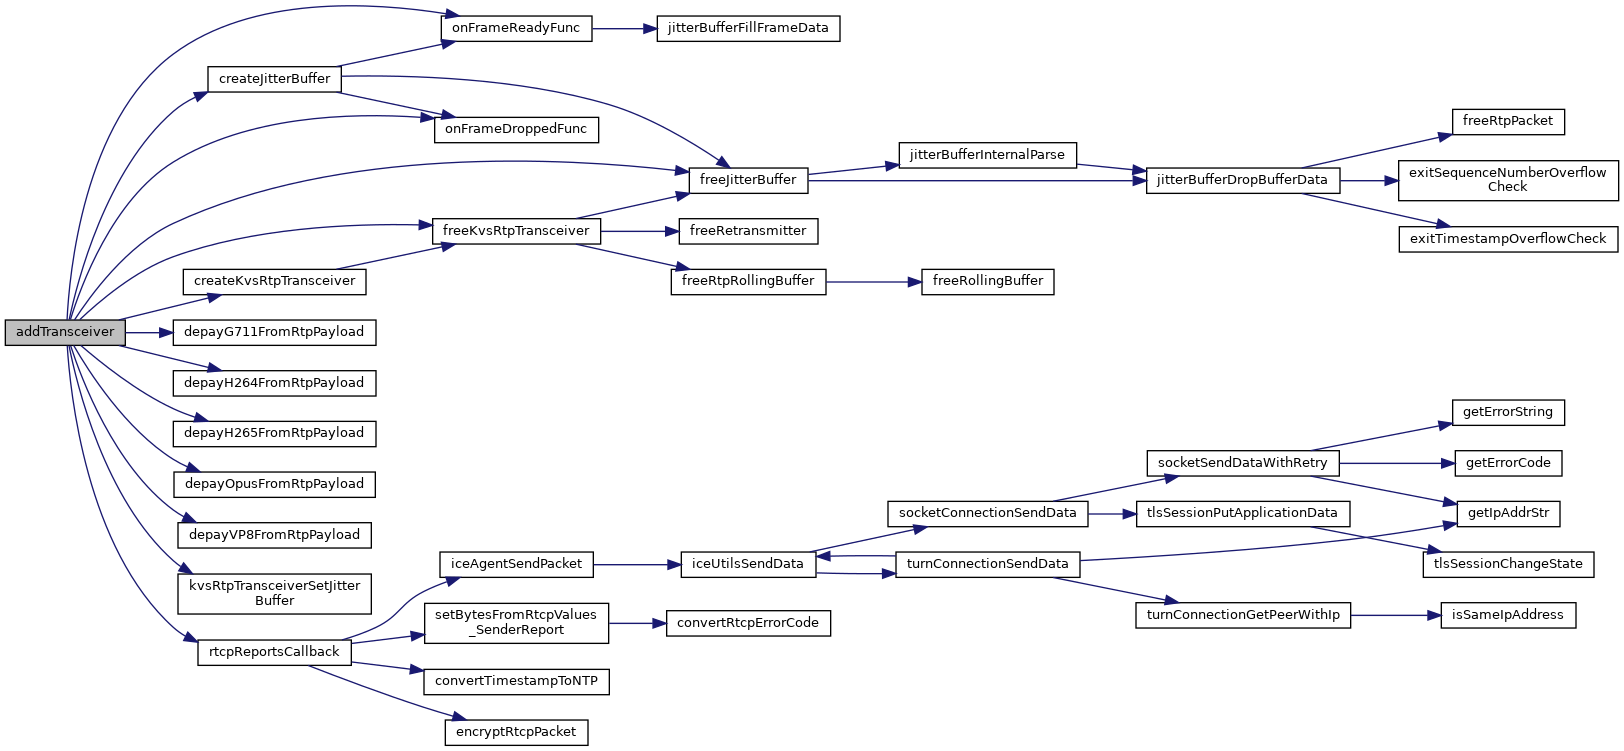 onFrameReadyFunc
jitterBufferFillFrameData
createJitterBuffer
onFrameDroppedFunc
freeRtpPacket
jitterBufferInternalParse
freeJitterBuffer
jitterBufferDropBufferData
exitSequenceNumberOverflow
Check
freeKvsRtpTransceiver
freeRetransmitter
exitTimestampOverflowCheck
createKvsRtpTransceiver
freeRtpRollingBuffer
freeRollingBuffer
addTransceiver
depayG711FromRtpPayload
depayH264FromRtpPayload
depayH265FromRtpPayload
getErrorString
socketSendDataWithRetry
getErrorCode
depayOpusFromRtpPayload
socketConnectionSendData
tlsSessionPutApplicationData
getIpAddrStr
depayVP8FromRtpPayload
iceAgentSendPacket
iceUtilsSendData
turnConnectionSendData
tlsSessionChangeState
kvsRtpTransceiverSetJitter
Buffer
setBytesFromRtcpValues
_SenderReport
convertRtcpErrorCode
turnConnectionGetPeerWithIp
isSameIpAddress
rtcpReportsCallback
convertTimestampToNTP
encryptRtcpPacket